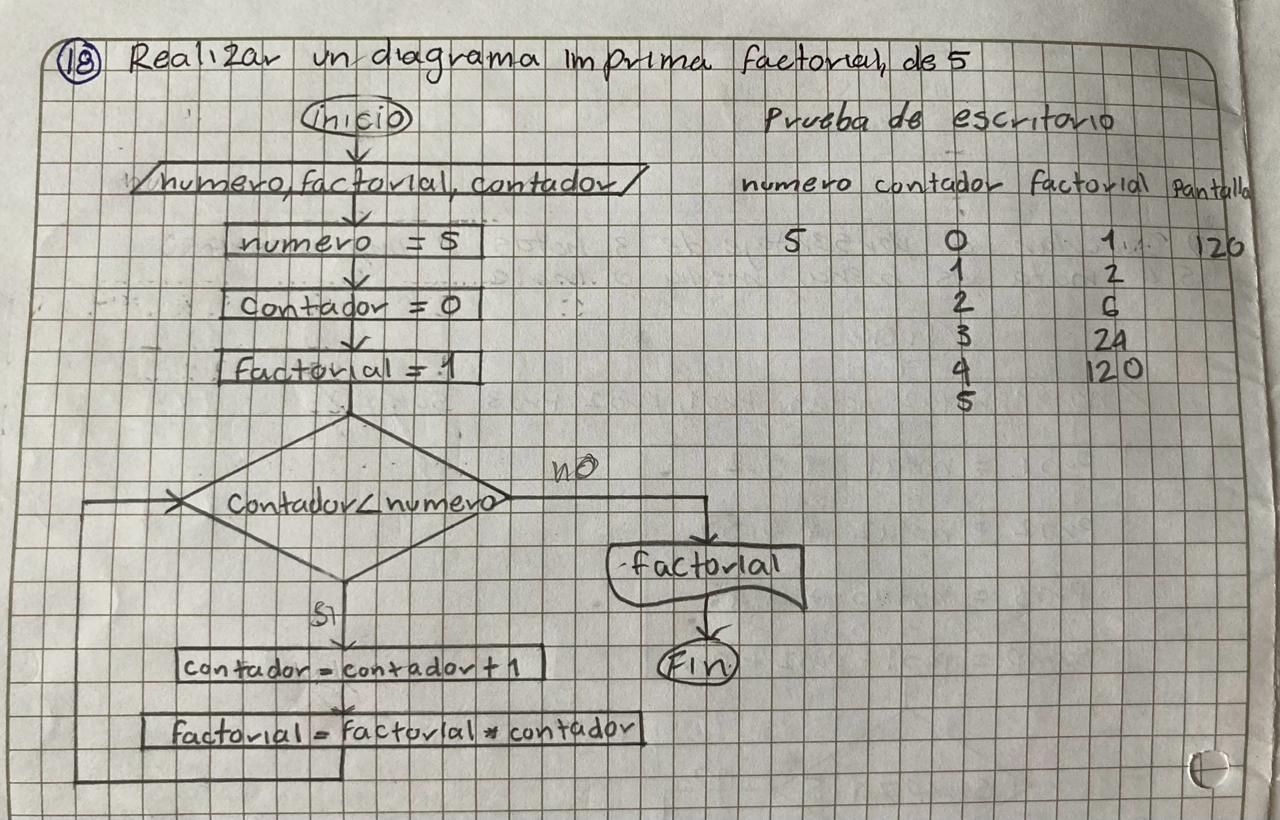 18 Realizar un diagrama imprima factorial, de 5
inicio
Prueba de escritorio
numero, factorial, contador
numero contador factorial Pantalla
numero = 5
5 0 1 120
1 2
contador = 0
2 6
3 24
factorial = 1
4 120
5
no
contador < numero
factorial
si
contador = contador + 1
Fin
factorial = factorial * contador